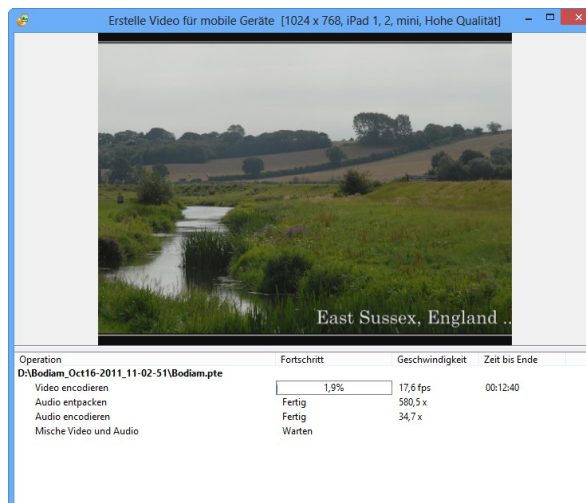 Erstelle Video für mobile Geräte [1024 x 768, iPad 1, 2, mini, Hohe Qualität]
East Sussex, England ..
Operation Fortschritt Geschwindigkeit Zeit bis Ende
D:\Bodiam_Oct16-2011_11-02-51\Bodiam.pte
Video encodieren 1,9% 17,6 fps 00:12:40
Audio entpacken Fertig 580,5 x
Audio encodieren Fertig 34,7 x
Mische Video und Audio Warten